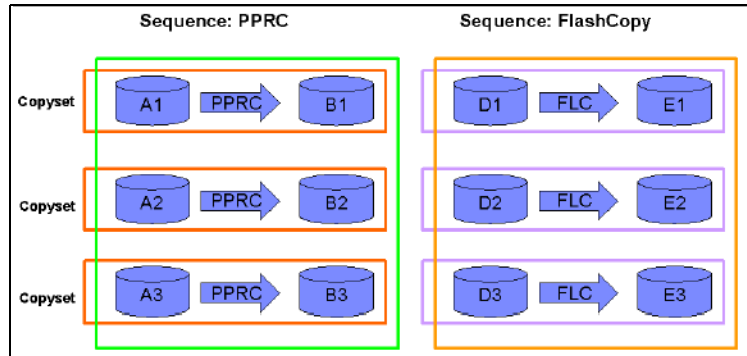 Sequence: PPRC Sequence: FlashCopy
Copyset A1 PPRC B1 D1 FLC E1
Copyset A2 PPRC B2 D2 FLC E2
Copyset A3 PPRC B3 D3 FLC E3